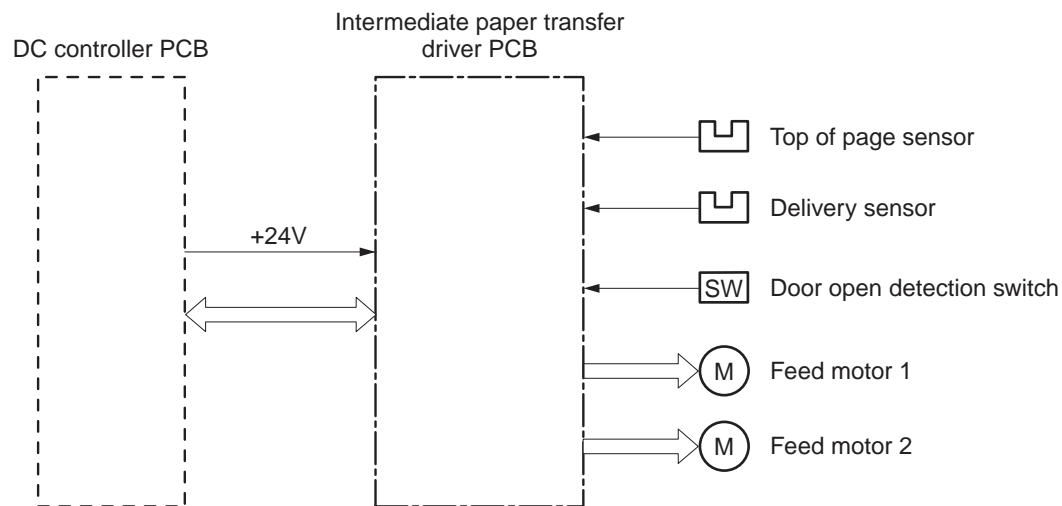 DC controller PCB
Intermediate paper transfer
driver PCB
Top of page sensor
Delivery sensor
+24V
SW Door open detection switch
M Feed motor 1
M Feed motor 2